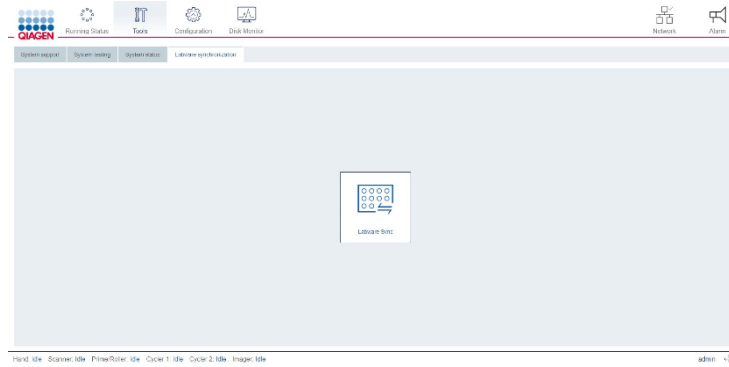 QIAGEN
Running Status Tools Configuration Disk Monitor Network Alarm
System support System testing System status Labware synchronization
Labware Sync
Hand: Idle Scanner: Idle Prime/Roller: Idle Cycler 1: Idle Cycler 2: Idle Imager: Idle admin